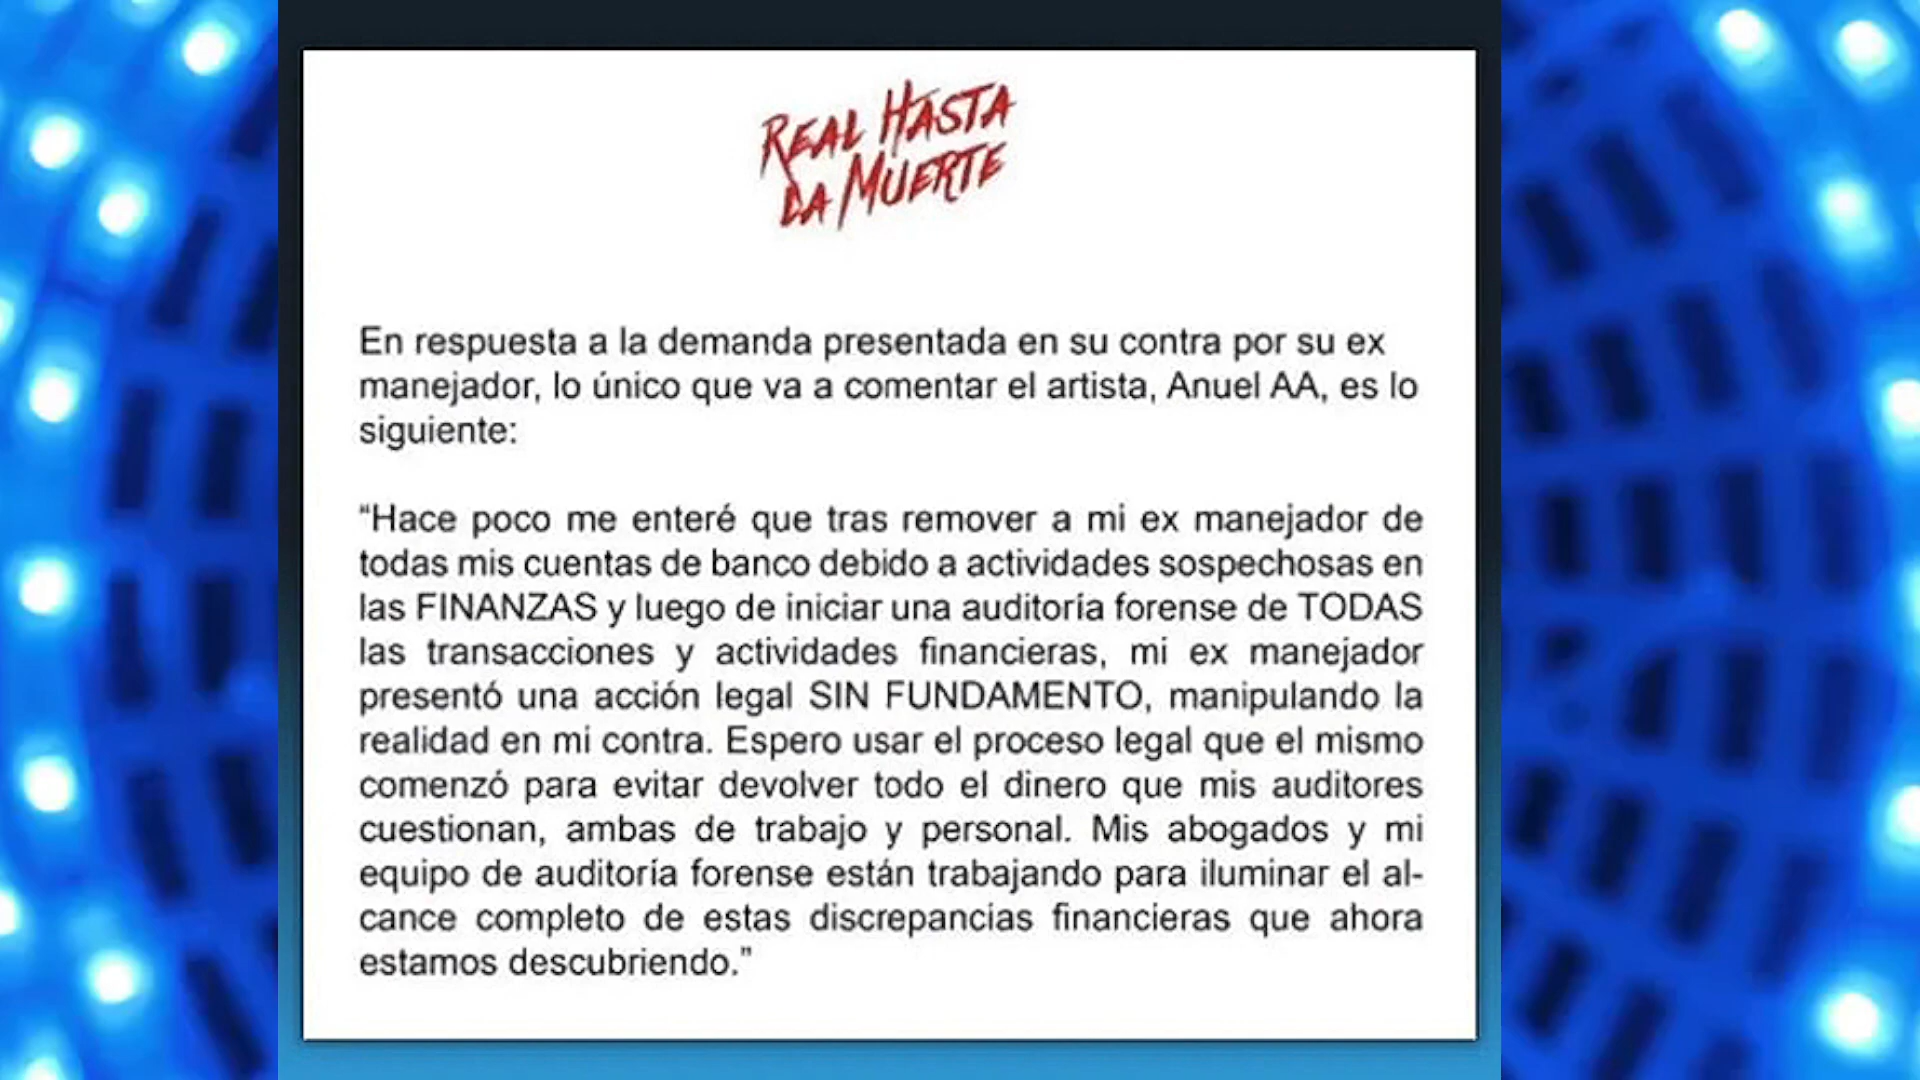 REAL HASTA
LA MUERTE
En respuesta a la demanda presentada en su contra por su ex
manejador, lo único que va a comentar el artista, Anuel AA, es lo
siguiente:
“Hace poco me enteré que tras remover a mi ex manejador de
todas mis cuentas de banco debido a actividades sospechosas en
las FINANZAS y luego de iniciar una auditoría forense de TODAS
las transacciones y actividades financieras, mi ex manejador
presentó una acción legal SIN FUNDAMENTO, manipulando la
realidad en mi contra. Espero usar el proceso legal que el mismo
comenzó para evitar devolver todo el dinero que mis auditores
cuestionan, ambas de trabajo y personal. Mis abogados y mi
equipo de auditoría forense están trabajando para iluminar el al-
cance completo de estas discrepancias financieras que ahora
estamos descubriendo.”